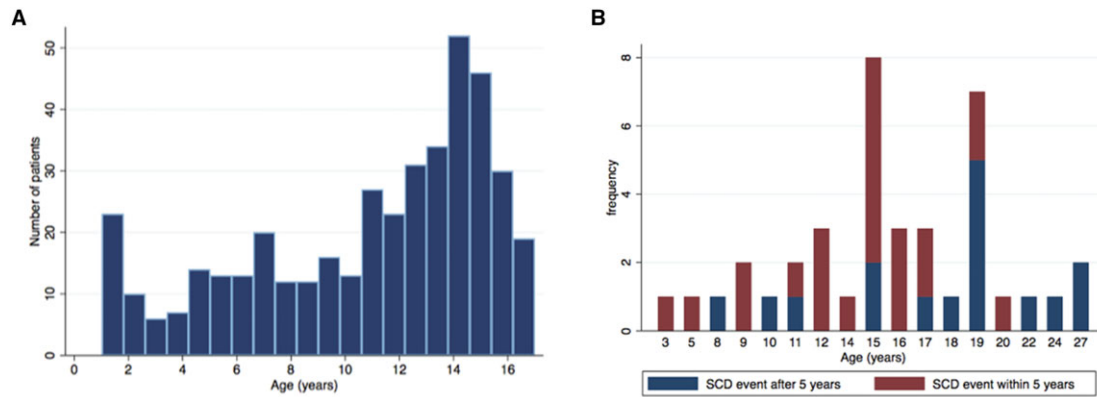 A
50
40
30
20
10
0
Number of patients
0 2 4 6 8 10 12 14 16
Age (years)
B
8
6
4
2
0
frequency
3 5 8 9 10 11 12 14 15 16 17 18 19 20 22 24 27
Age (years)
SCD event after 5 years SCD event within 5 years